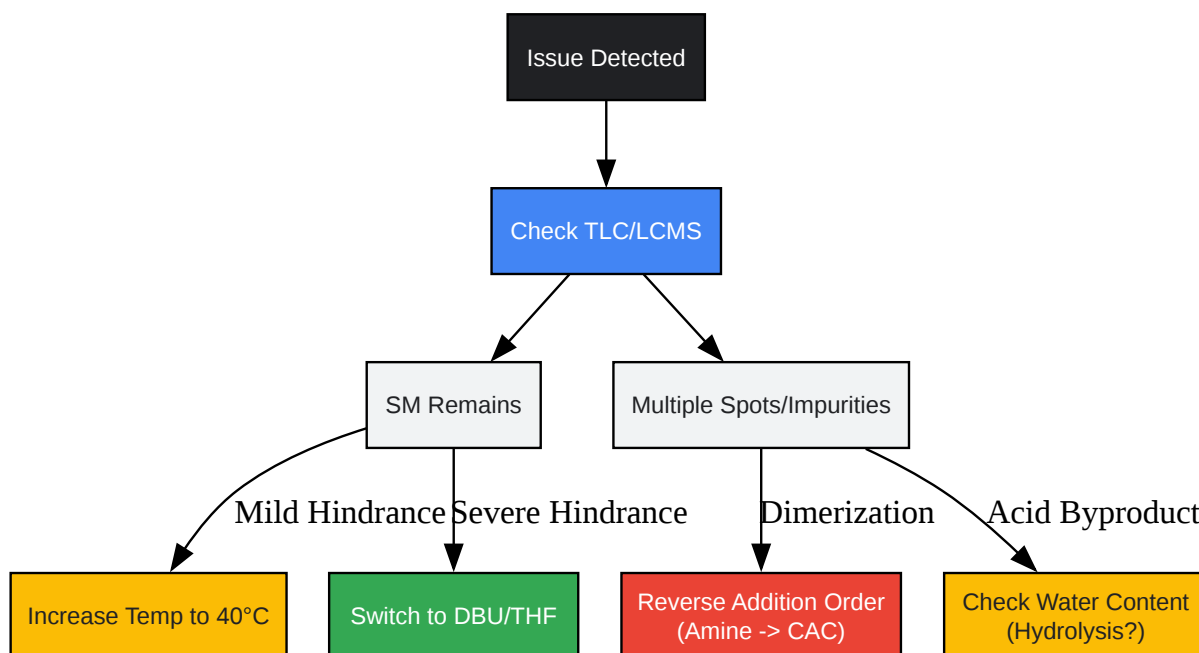 Issue Detected
Check TLC/LCMS
SM Remains
Multiple Spots/Impurities
Mild Hindrance
Severe Hindrance
Dimerization
Acid Byproduct
Increase Temp to 40°C
Switch to DBU/THF
Reverse Addition Order
(Amine -> CAC)
Check Water Content
(Hydrolysis?)